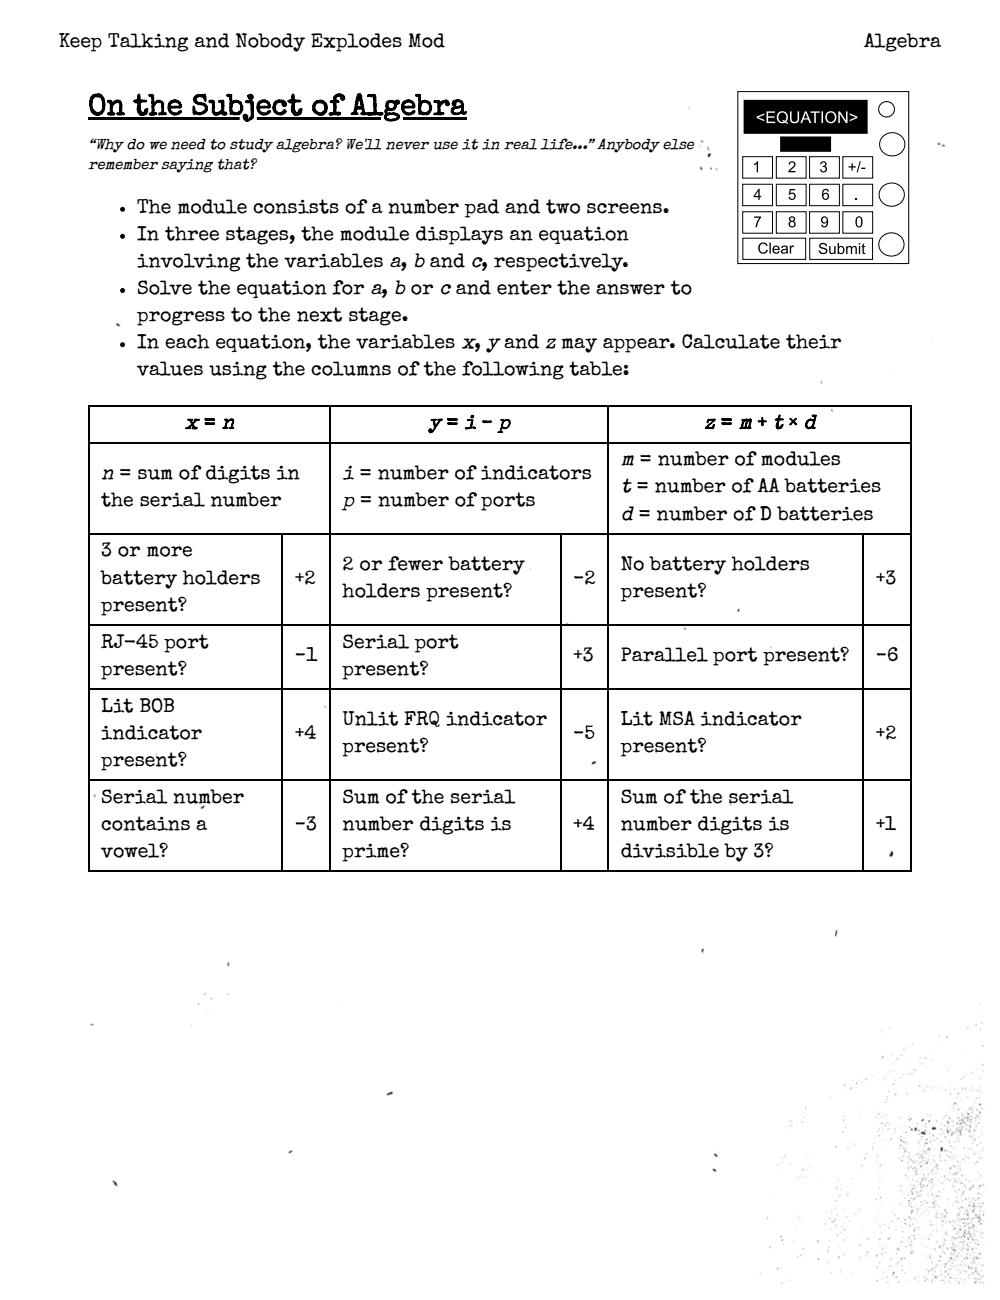 Keep Talking and Nobody Explodes Mod
Algebra
On the Subject of Algebra
“Why do we need to study algebra? We'll never use it in real life...” Anybody else
remember saying that?
<EQUATION>
1 2 3 +/-
4 5 6 .
7 8 9 0
Clear Submit
• The module consists of a number pad and two screens.
• In three stages, the module displays an equation
involving the variables a, b and c, respectively.
• Solve the equation for a, b or c and enter the answer to
progress to the next stage.
• In each equation, the variables x, y and z may appear. Calculate their
values using the columns of the following table:
x = n
y = i − p
z = m + t × d
n = sum of digits in
the serial number
i = number of indicators
p = number of ports
m = number of modules
t = number of AA batteries
d = number of D batteries
3 or more
battery holders
present?
+2
2 or fewer battery
holders present?
−2
No battery holders
present?
+3
RJ-45 port
present?
−1
Serial port
present?
+3
Parallel port present?
−6
Lit BOB
indicator
present?
+4
Unlit FRQ indicator
present?
−5
Lit MSA indicator
present?
+2
Serial number
contains a
vowel?
−3
Sum of the serial
number digits is
prime?
+4
Sum of the serial
number digits is
divisible by 3?
+1